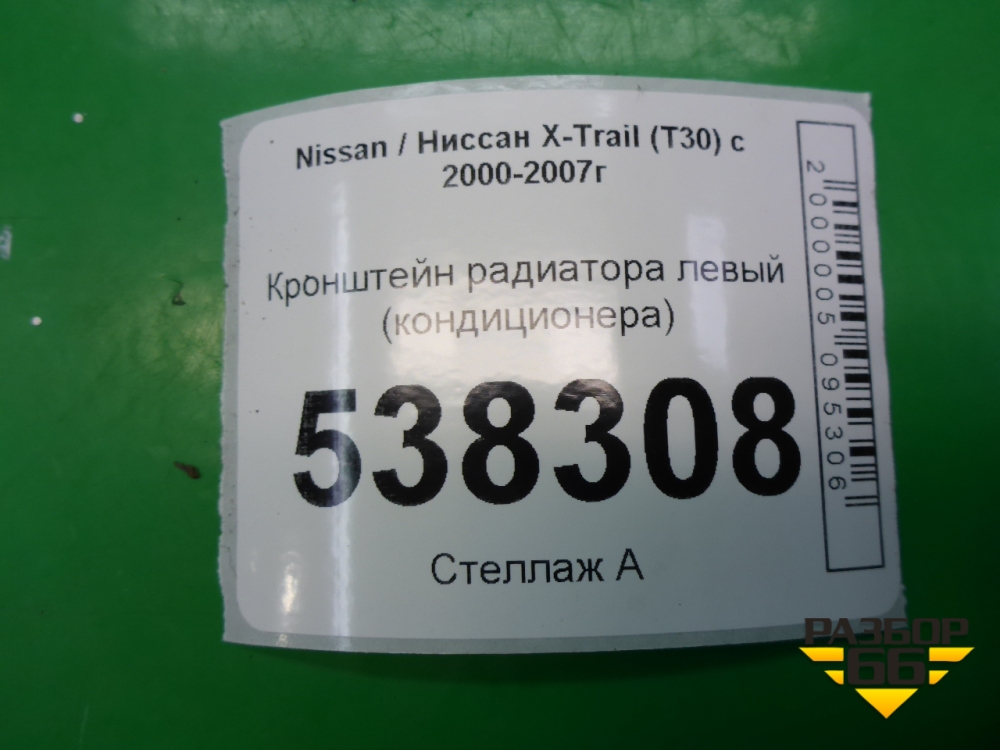 Nissan / Ниссан X-Trail (T30) с
2000-2007г
Кронштейн радиатора левый
(кондиционера)
538308
Стеллаж А
2000005095306
РАЗБОР
66